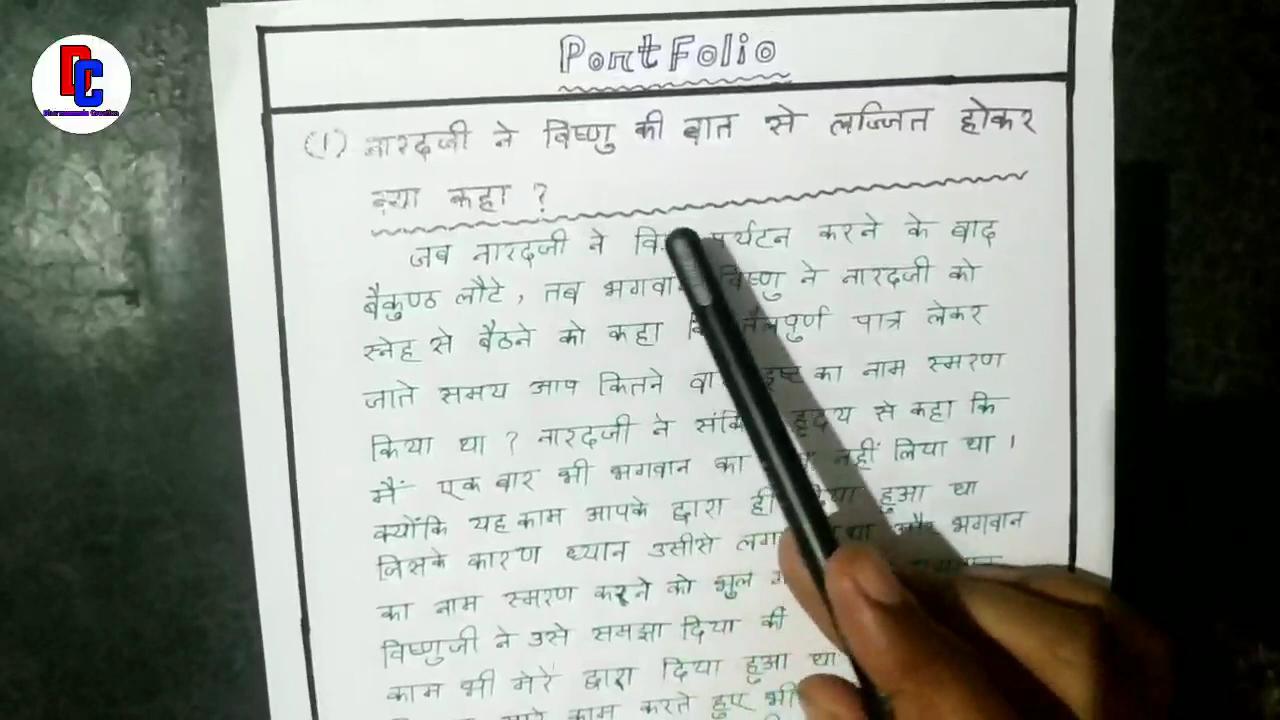 DC
PortFolio
(1) नारदजी ने विष्णु की बात से लज्जित होकर
क्या कहा ?
जब नारदजी ने पर्यटन करने के बाद
बैकुण्ठ लौटे, तब भगवान विष्णु ने नारदजी को
स्नेह से बैठने को कहा तैलपुर्ण पात्र लेकर
जाते समय आप कितने का नाम स्मरण
किया था ? नारदजी ने हृदय से कहा कि
मैं एक बार भी भगवान का नहीं लिया था ।
क्योंकि यह काम आपके द्वारा ही दिया हुआ था
जिसके कारण ध्यान उसीसे भगवान
का नाम स्मरण करने को भुल
विष्णुजी ने उसे समझा दिया की
काम भी मेरे द्वारा दिया हुआ था
काम करते हुए भी